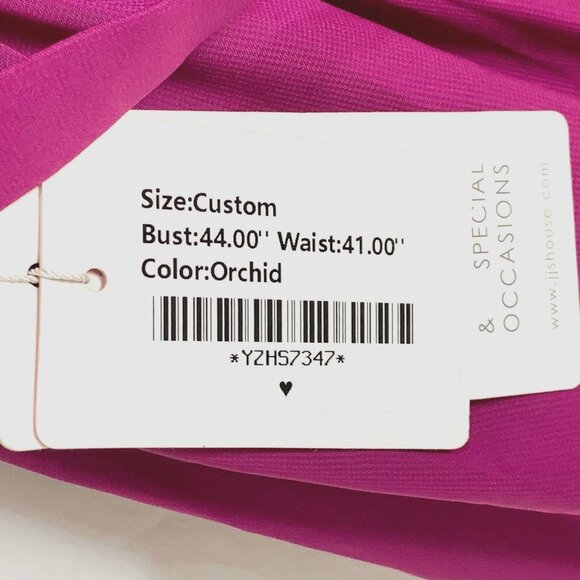 Size:Custom
Bust:44.00'' Waist:41.00''
Color:Orchid
*YZHS7347*
♥
& SPECIAL
OCCASIONS
www.jjshouse.com